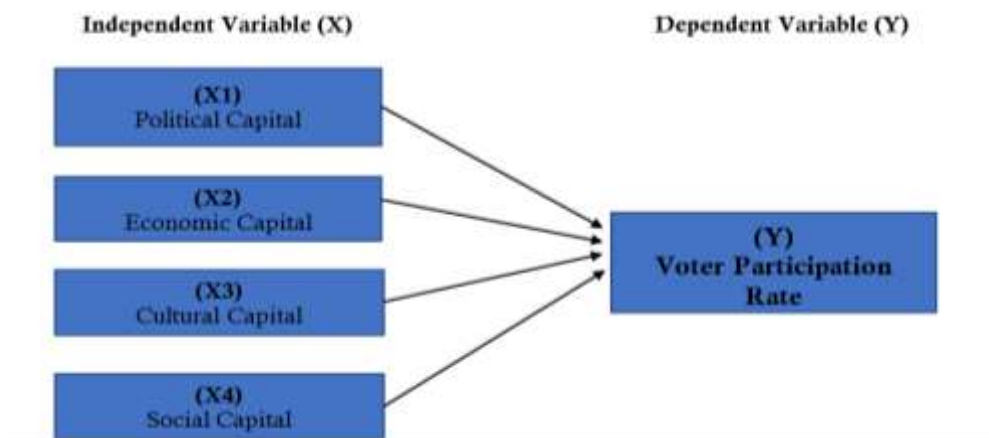 Independent Variable (X)
Dependent Variable (Y)
(X1)
Political Capital
(X2)
Economic Capital
(X3)
Cultural Capital
(X4)
Social Capital
(Y)
Voter Participation
Rate